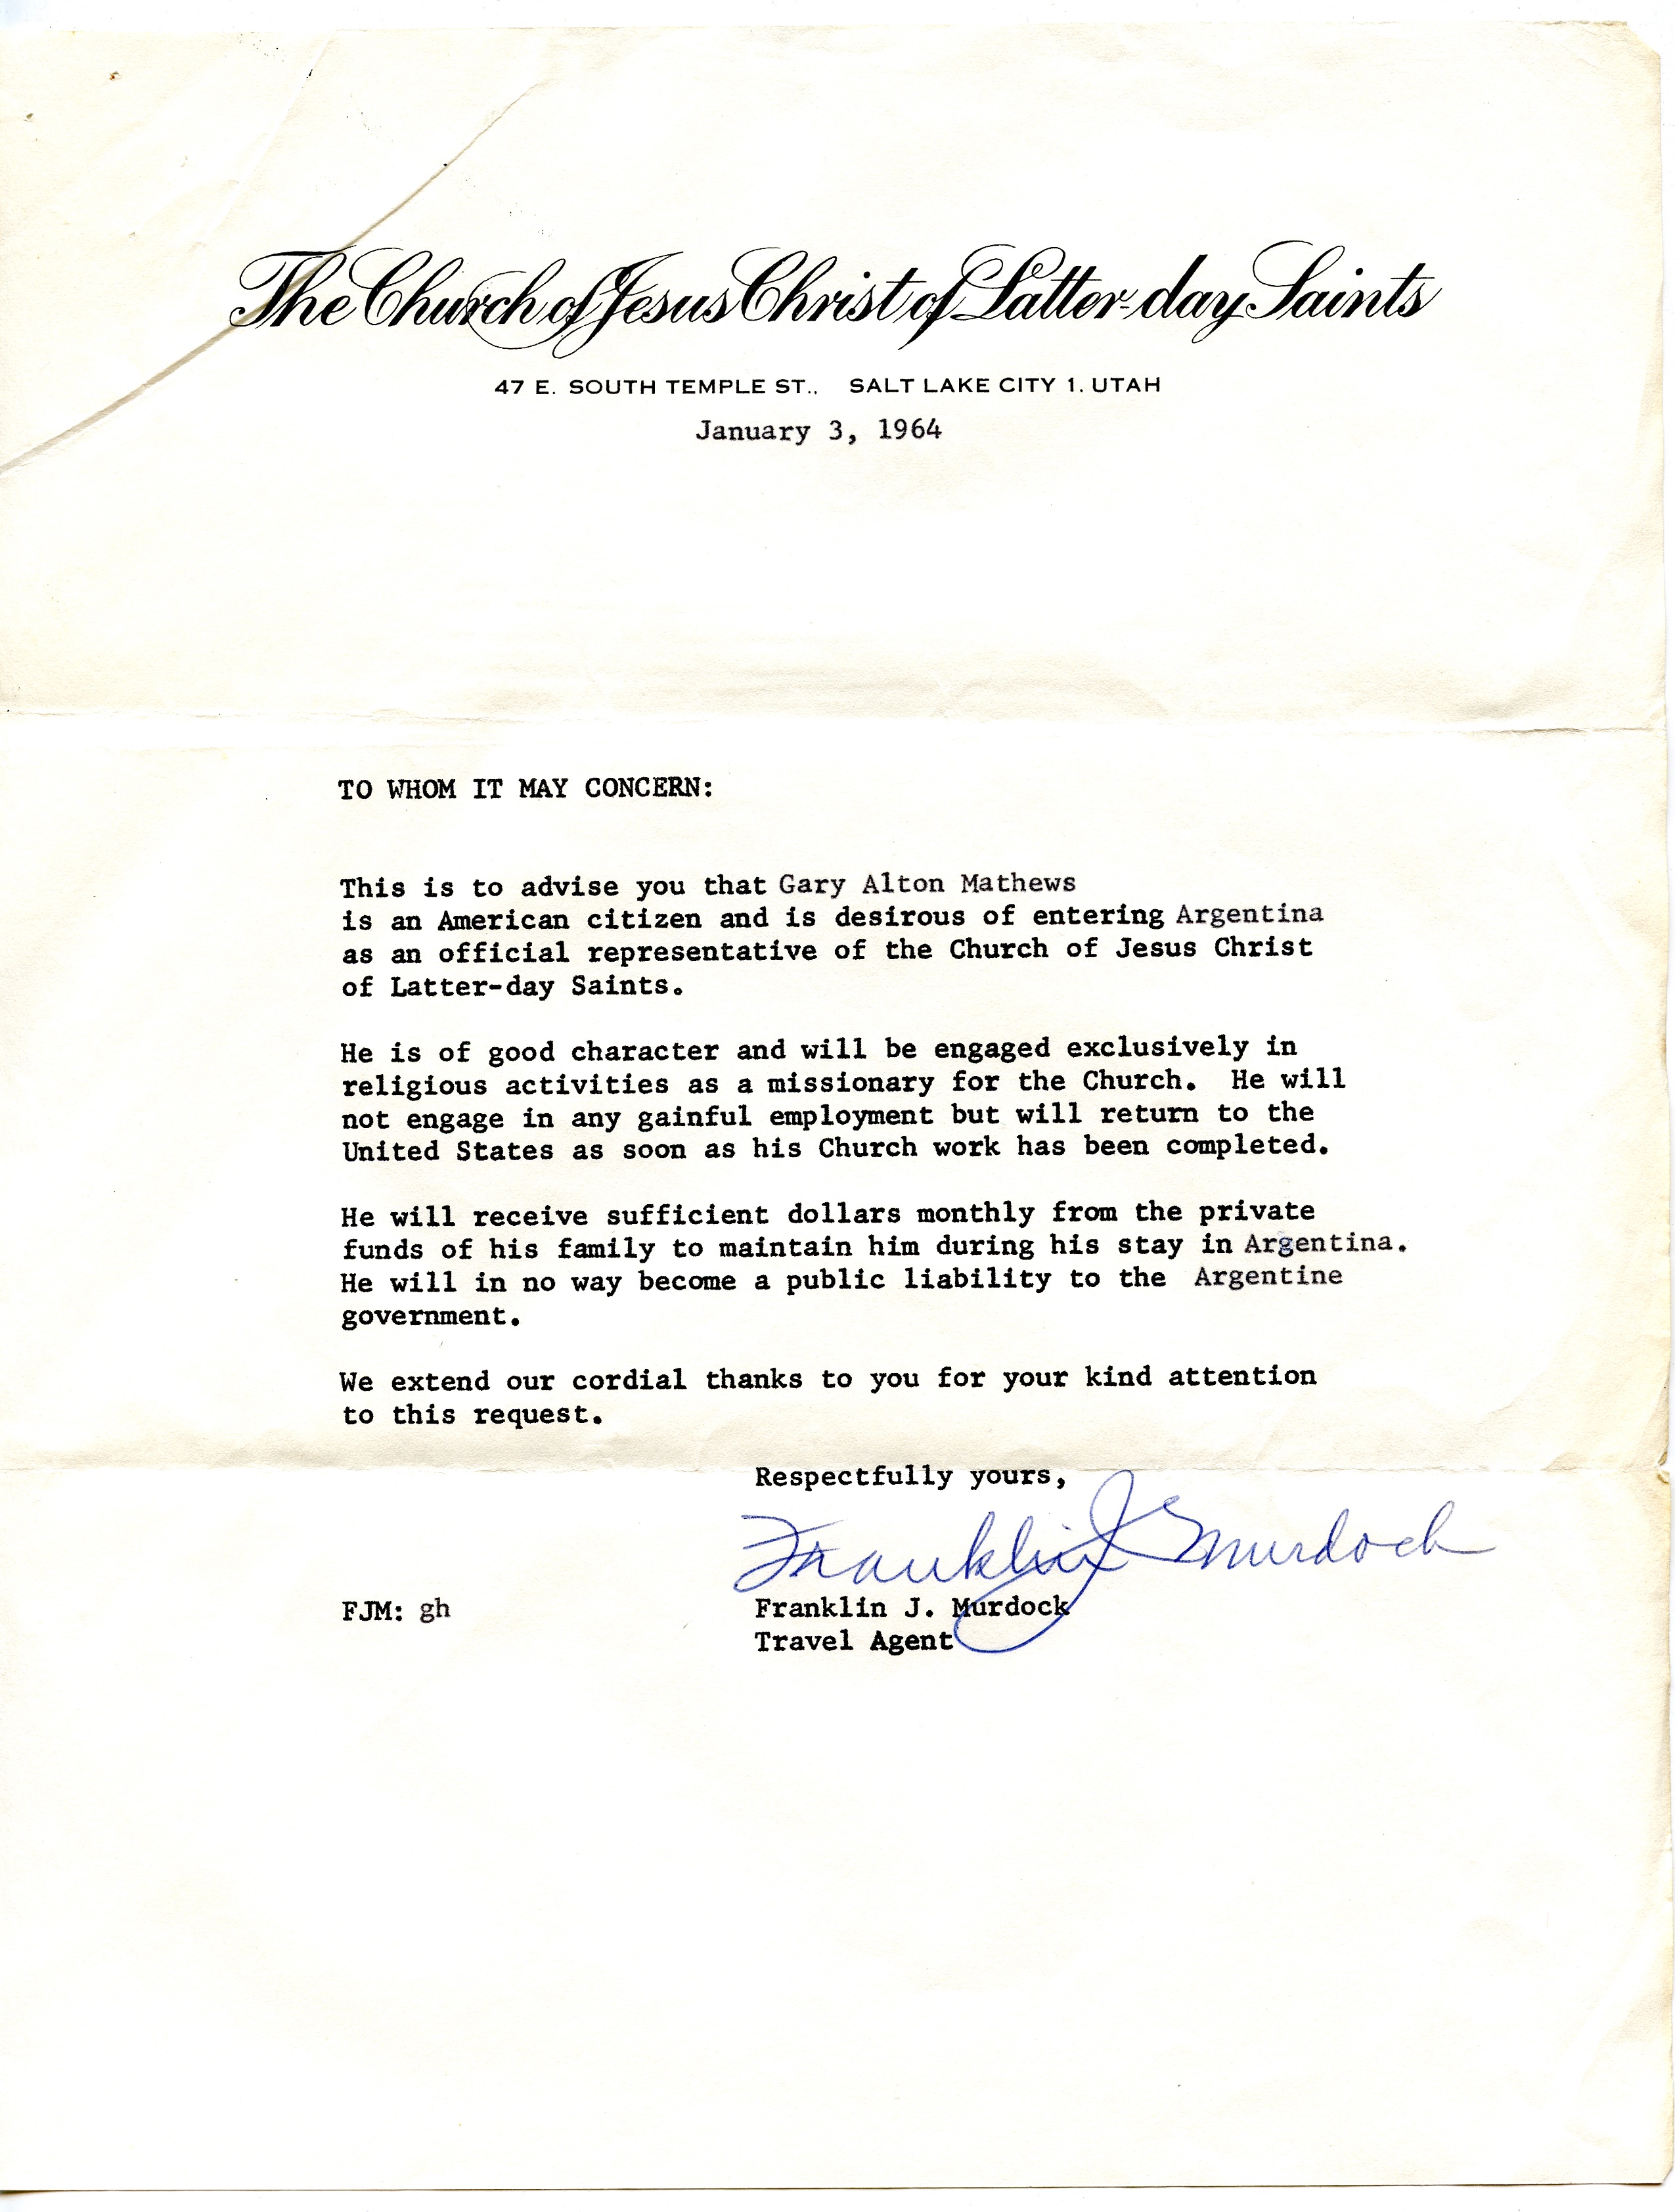 The Church of Jesus Christ of Latter-day Saints
47 E. SOUTH TEMPLE ST., SALT LAKE CITY 1, UTAH
January 3, 1964
TO WHOM IT MAY CONCERN:
This is to advise you that Gary Alton Mathews
is an American citizen and is desirous of entering Argentina
as an official representative of the Church of Jesus Christ
of Latter-day Saints.
He is of good character and will be engaged exclusively in
religious activities as a missionary for the Church. He will
not engage in any gainful employment but will return to the
United States as soon as his Church work has been completed.
He will receive sufficient dollars monthly from the private
funds of his family to maintain him during his stay in Argentina.
He will in no way become a public liability to the Argentine
government.
We extend our cordial thanks to you for your kind attention
to this request.
Respectfully yours,
Franklin J Murdock
FJM: gh
Franklin J. Murdock
Travel Agent